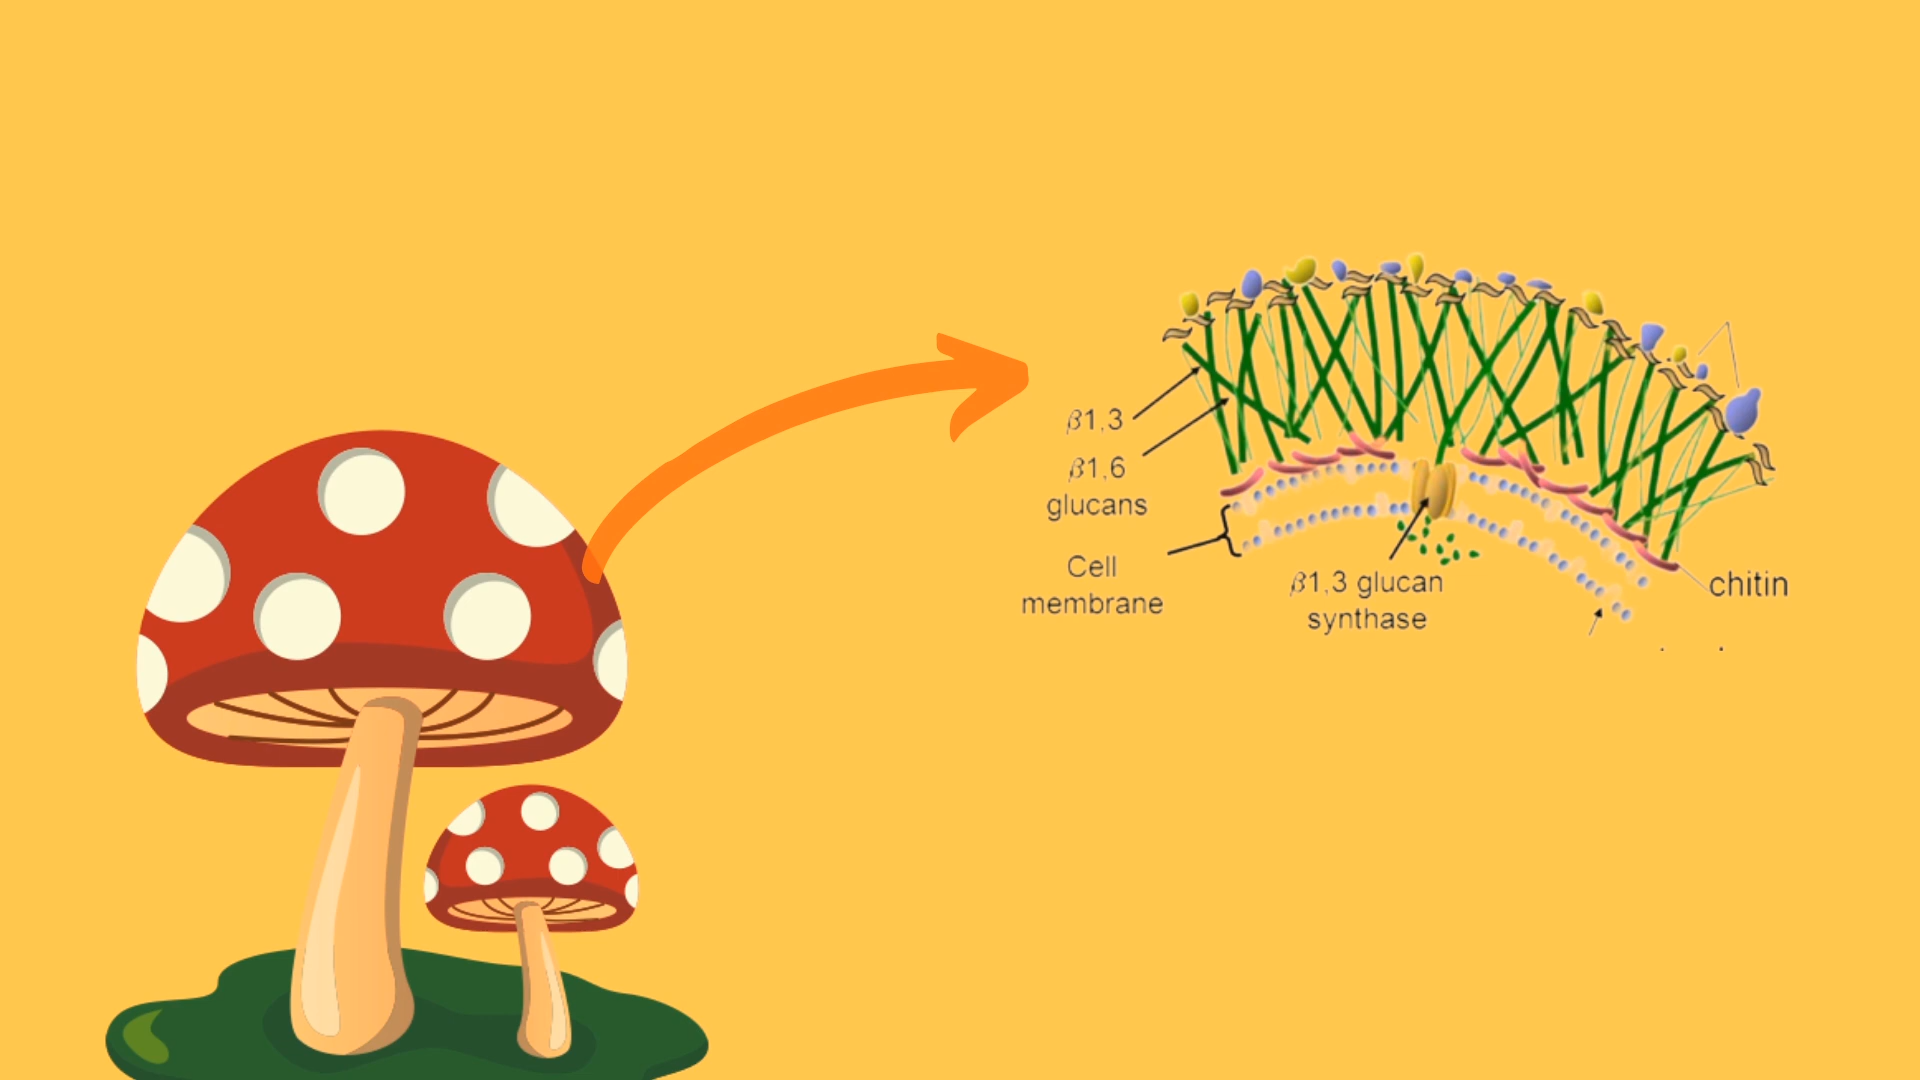 β1,3
β1,6
glucans
Cell
membrane
β1,3 glucan
synthase
chitin